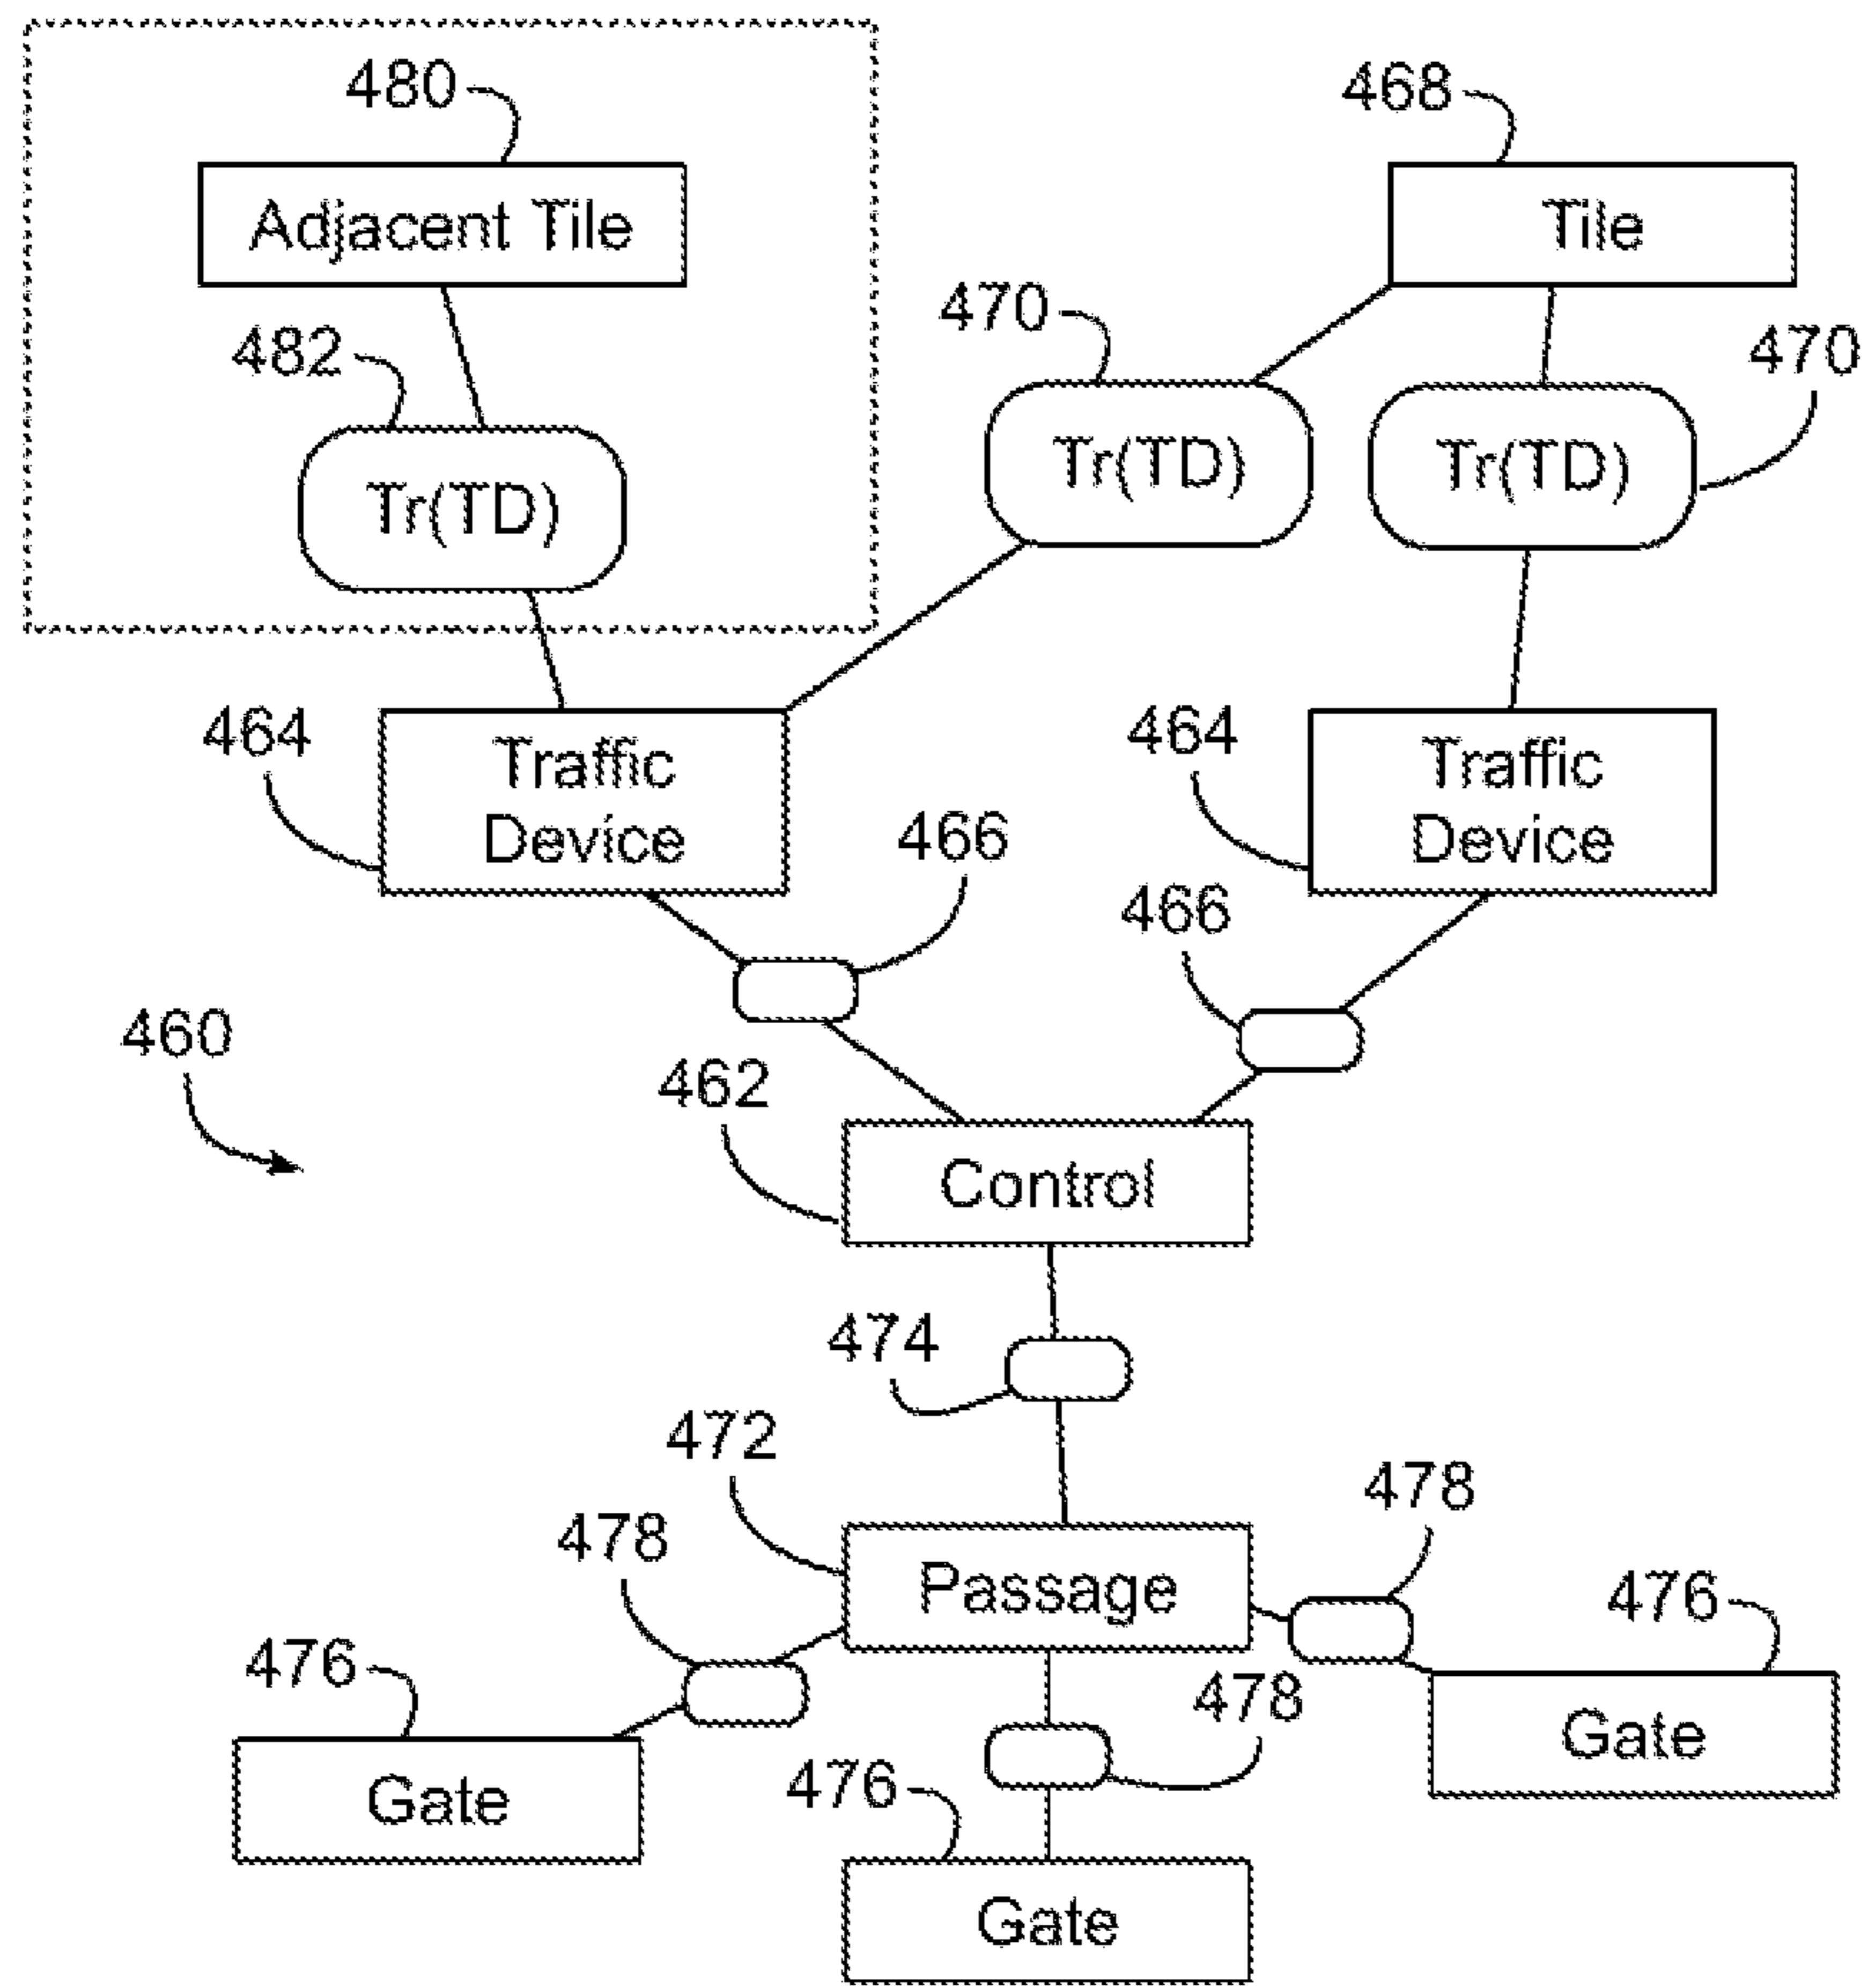 480
468
Adjacent Tile
Tile
470
482
470
Tr(TD)
Tr(TD)
Tr(TD)
464
Traffic
Device
464
Traffic
Device
466
466
460
462
Control
474
472
478
Passage
478
476
476
478
Gate
Gate
476
Gate